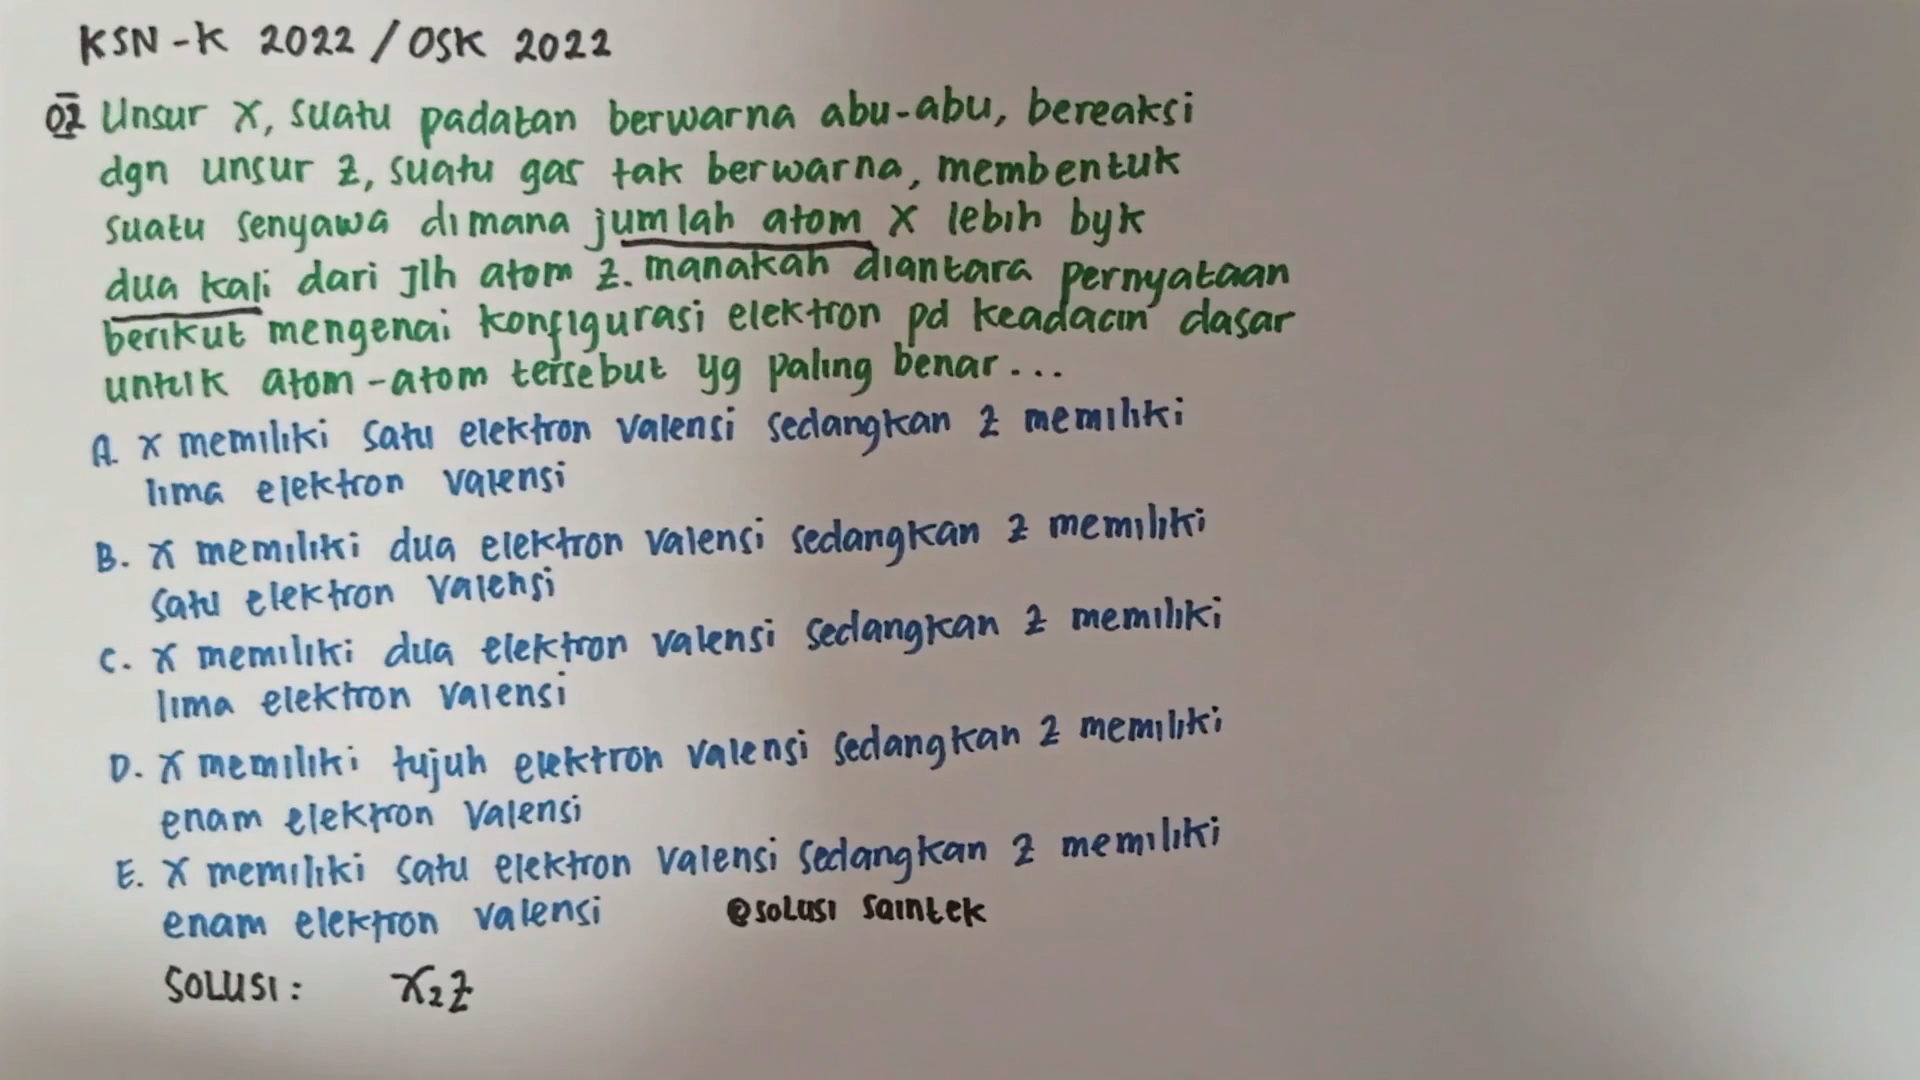 KSN-K 2022 / OSK 2022
02 Unsur X, suatu padatan berwarna abu-abu, bereaksi
dgn unsur Z, suatu gas tak berwarna, membentuk
suatu senyawa dimana jumlah atom X lebih byk
dua kali dari jlh atom Z. manakah diantara pernyataan
berikut mengenai konfigurasi elektron pd keadaan dasar
untuk atom-atom tersebut yg paling benar...
A. X memiliki satu elektron valensi sedangkan Z memiliki
lima elektron valensi
B. X memiliki dua elektron valensi sedangkan Z memiliki
satu elektron valensi
C. X memiliki dua elektron valensi sedangkan Z memiliki
lima elektron valensi
D. X memiliki tujuh elektron valensi sedangkan Z memiliki
enam elektron valensi
E. X memiliki satu elektron valensi sedangkan Z memiliki
enam elektron valensi @solusi saintek
SOLUSI: X₂Z